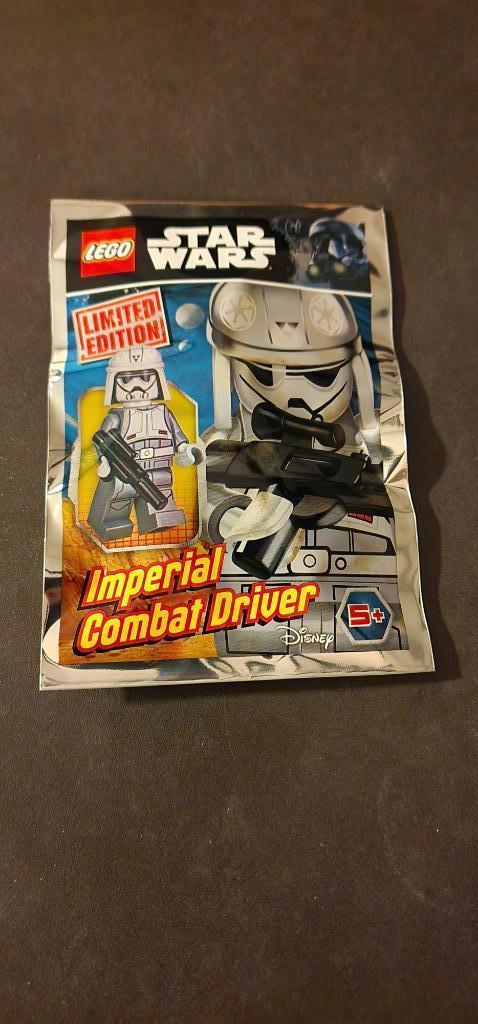 LEGO
STAR
WARS
LIMITED
EDITION
Imperial
Combat Driver
Disney
5+